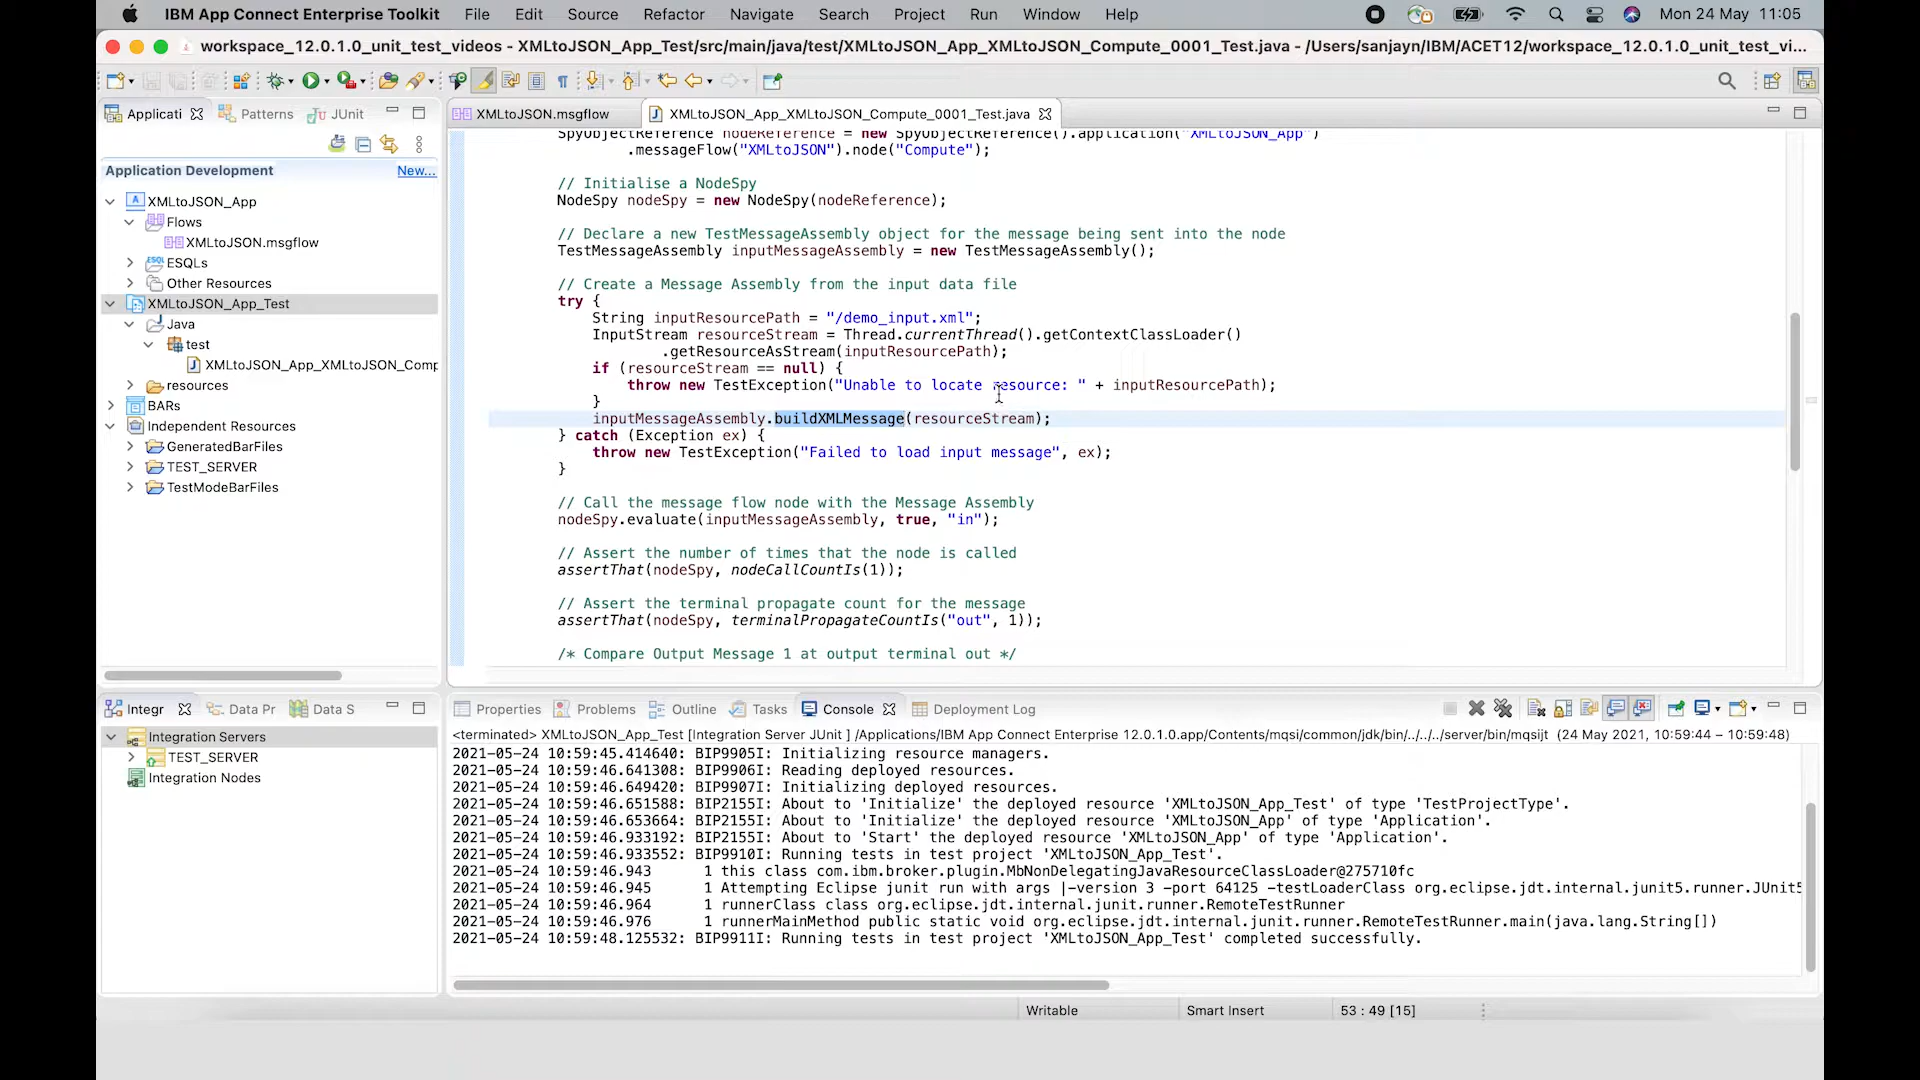 IBM App Connect Enterprise Toolkit File Edit Source Refactor Navigate Search Project Run Window Help Mon 24 May 11:05
workspace_12.0.1.0_unit_test_videos - XMLtoJSON_App_Test/src/main/java/test/XMLtoJSON_App_XMLtoJSON_Compute_0001_Test.java - /Users/sanjayn/IBM/ACET12/workspace_12.0.1.0_unit_test_vi...
Applicati Patterns JUnit
Application Development New...
XMLtoJSON_App
Flows
XMLtoJSON.msgflow
ESQLs
Other Resources
XMLtoJSON_App_Test
Java
test
XMLtoJSON_App_XMLtoJSON_Comp
resources
BARs
Independent Resources
GeneratedBarFiles
TEST_SERVER
TestModeBarFiles
XMLtoJSON.msgflow XMLtoJSON_App_XMLtoJSON_Compute_0001_Test.java
SpyObjectReference nodeReference = new SpyObjectReference().application("XMLtoJSON_App")
.messageFlow("XMLtoJSON").node("Compute");
// Initialise a NodeSpy
NodeSpy nodeSpy = new NodeSpy(nodeReference);
// Declare a new TestMessageAssembly object for the message being sent into the node
TestMessageAssembly inputMessageAssembly = new TestMessageAssembly();
// Create a Message Assembly from the input data file
try {
String inputResourcePath = "/demo_input.xml";
InputStream resourceStream = Thread.currentThread().getContextClassLoader()
.getResourceAsStream(inputResourcePath);
if (resourceStream == null) {
throw new TestException("Unable to locate resource: " + inputResourcePath);
}
inputMessageAssembly.buildXMLMessage(resourceStream);
} catch (Exception ex) {
throw new TestException("Failed to load input message", ex);
}
// Call the message flow node with the Message Assembly
nodeSpy.evaluate(inputMessageAssembly, true, "in");
// Assert the number of times that the node is called
assertThat(nodeSpy, nodeCallCountIs(1));
// Assert the terminal propagate count for the message
assertThat(nodeSpy, terminalPropagateCountIs("out", 1));
/* Compare Output Message 1 at output terminal out */
Integr Data Pr Data S
Integration Servers
TEST_SERVER
Integration Nodes
Properties Problems Outline Tasks Console Deployment Log
<terminated> XMLtoJSON_App_Test [Integration Server JUnit ] /Applications/IBM App Connect Enterprise 12.0.1.0.app/Contents/mqsi/common/jdk/bin/../../../server/bin/mqsijt (24 May 2021, 10:59:44 – 10:59:48)
2021-05-24 10:59:45.414640: BIP9905I: Initializing resource managers.
2021-05-24 10:59:46.641308: BIP9906I: Reading deployed resources.
2021-05-24 10:59:46.649420: BIP9907I: Initializing deployed resources.
2021-05-24 10:59:46.651588: BIP2155I: About to 'Initialize' the deployed resource 'XMLtoJSON_App_Test' of type 'TestProjectType'.
2021-05-24 10:59:46.653664: BIP2155I: About to 'Initialize' the deployed resource 'XMLtoJSON_App' of type 'Application'.
2021-05-24 10:59:46.933192: BIP2155I: About to 'Start' the deployed resource 'XMLtoJSON_App' of type 'Application'.
2021-05-24 10:59:46.933552: BIP9910I: Running tests in test project 'XMLtoJSON_App_Test'.
2021-05-24 10:59:46.943 1 this class com.ibm.broker.plugin.MbNonDelegatingJavaResourceClassLoader@275710fc
2021-05-24 10:59:46.945 1 Attempting Eclipse junit run with args |-version 3 -port 64125 -testLoaderClass org.eclipse.jdt.internal.junit5.runner.JUnit5
2021-05-24 10:59:46.964 1 runnerClass class org.eclipse.jdt.internal.junit.runner.RemoteTestRunner
2021-05-24 10:59:46.976 1 runnerMainMethod public static void org.eclipse.jdt.internal.junit.runner.RemoteTestRunner.main(java.lang.String[])
2021-05-24 10:59:48.125532: BIP9911I: Running tests in test project 'XMLtoJSON_App_Test' completed successfully.
Writable Smart Insert 53 : 49 [15]